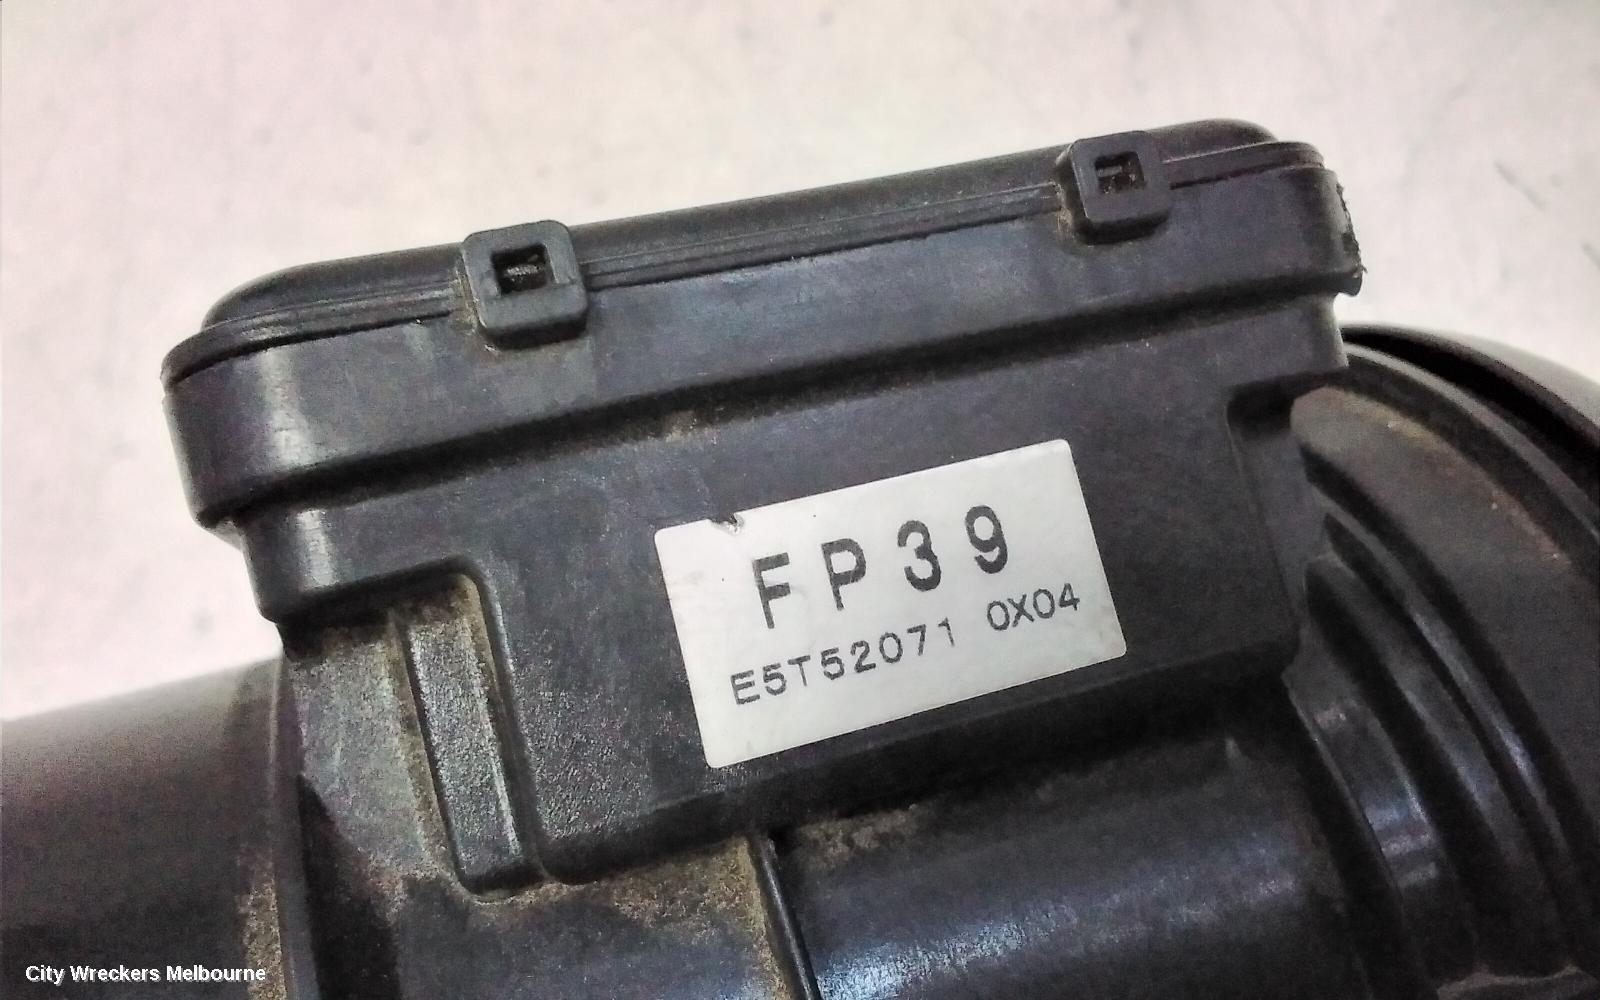 FP39
E5T52071 0X04
City Wreckers Melbourne